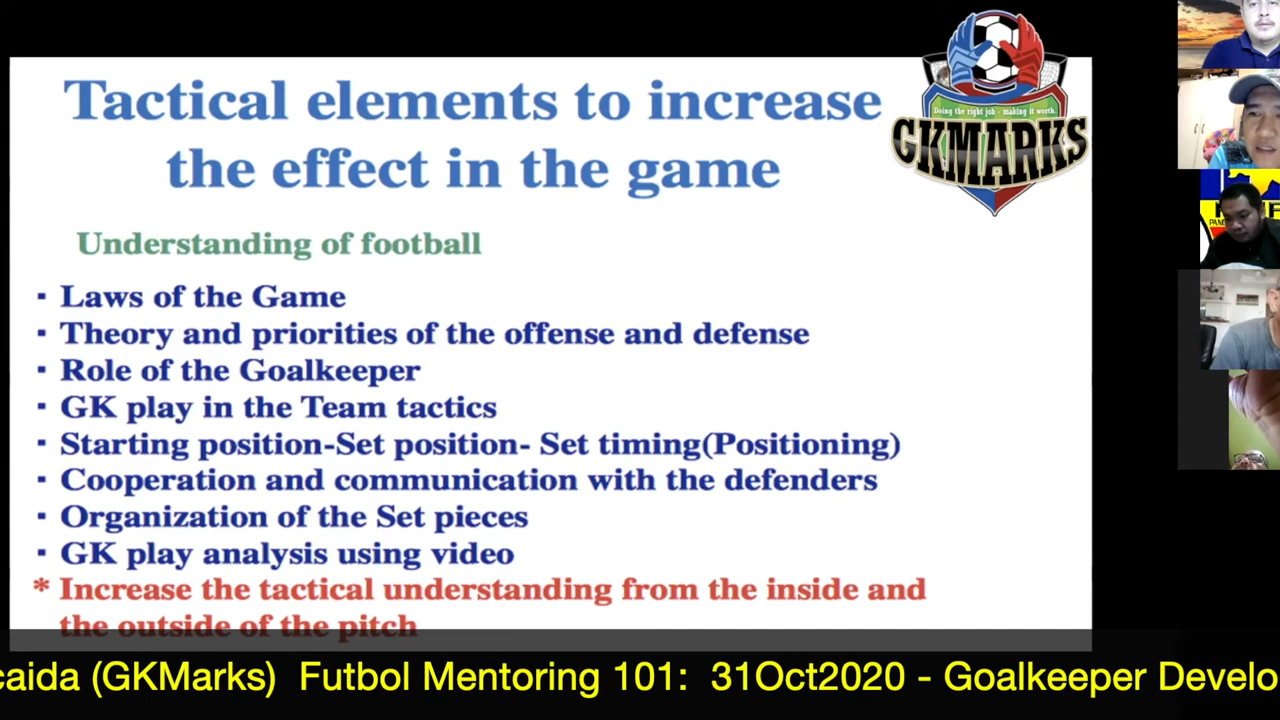 Tactical elements to increase
the effect in the game
Doing the right job - making it worth.
GKMARKS
Understanding of football
▪ Laws of the Game
▪ Theory and priorities of the offense and defense
▪ Role of the Goalkeeper
▪ GK play in the Team tactics
▪ Starting position-Set position- Set timing(Positioning)
▪ Cooperation and communication with the defenders
▪ Organization of the Set pieces
▪ GK play analysis using video
* Increase the tactical understanding from the inside and
the outside of the pitch
caida (GKMarks) Futbol Mentoring 101: 31Oct2020 - Goalkeeper Develo